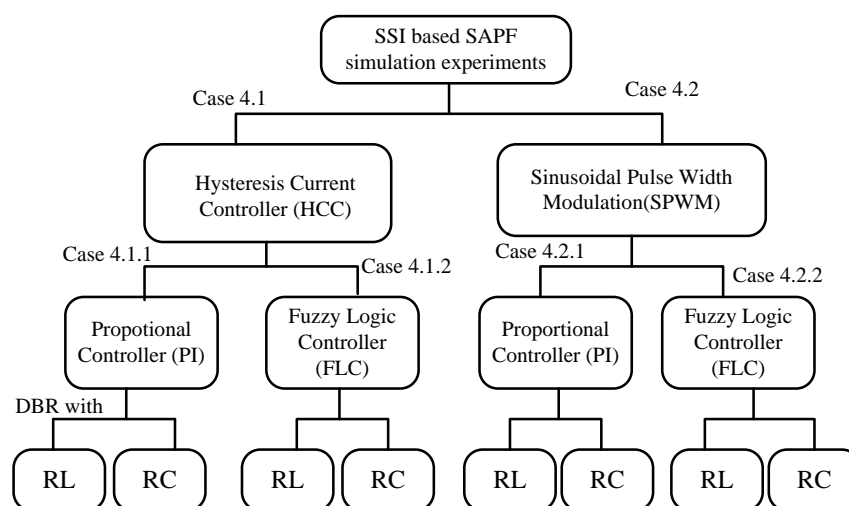 SSI based SAPF
simulation experiments
Case 4.1
Case 4.2
Hysteresis Current
Controller (HCC)
Sinusoidal Pulse Width
Modulation(SPWM)
Case 4.1.1
Case 4.1.2
Case 4.2.1
Case 4.2.2
Propotional
Controller (PI)
Fuzzy Logic
Controller
(FLC)
Proportional
Controller (PI)
Fuzzy Logic
Controller
(FLC)
DBR with
RL
RC
RL
RC
RL
RC
RL
RC